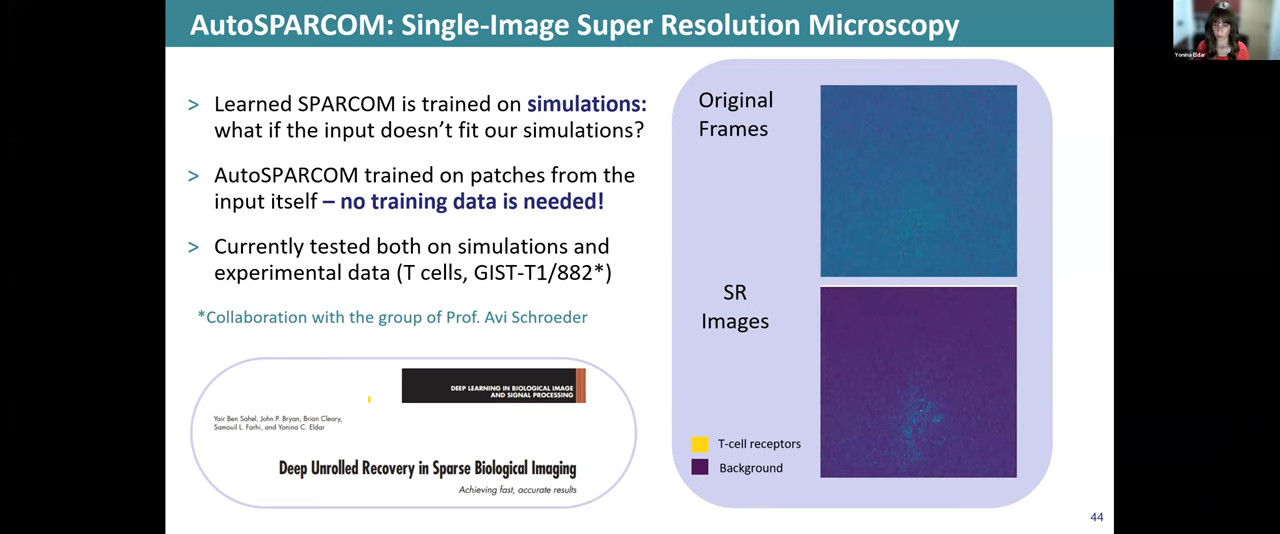 AutoSPARCOM: Single-Image Super Resolution Microscopy
Yonina Eldar
> Learned SPARCOM is trained on simulations:
what if the input doesn't fit our simulations?
> AutoSPARCOM trained on patches from the
input itself – no training data is needed!
> Currently tested both on simulations and
experimental data (T cells, GIST-T1/882*)
*Collaboration with the group of Prof. Avi Schroeder
DEEP LEARNING IN BIOLOGICAL IMAGE
AND SIGNAL PROCESSING
Yair Ben Sahel, John P. Bryan, Brian Cleary,
Samouil L. Farhi, and Yonina C. Eldar
Deep Unrolled Recovery in Sparse Biological Imaging
Achieving fast, accurate results
Original
Frames
SR
Images
T-cell receptors
Background
44